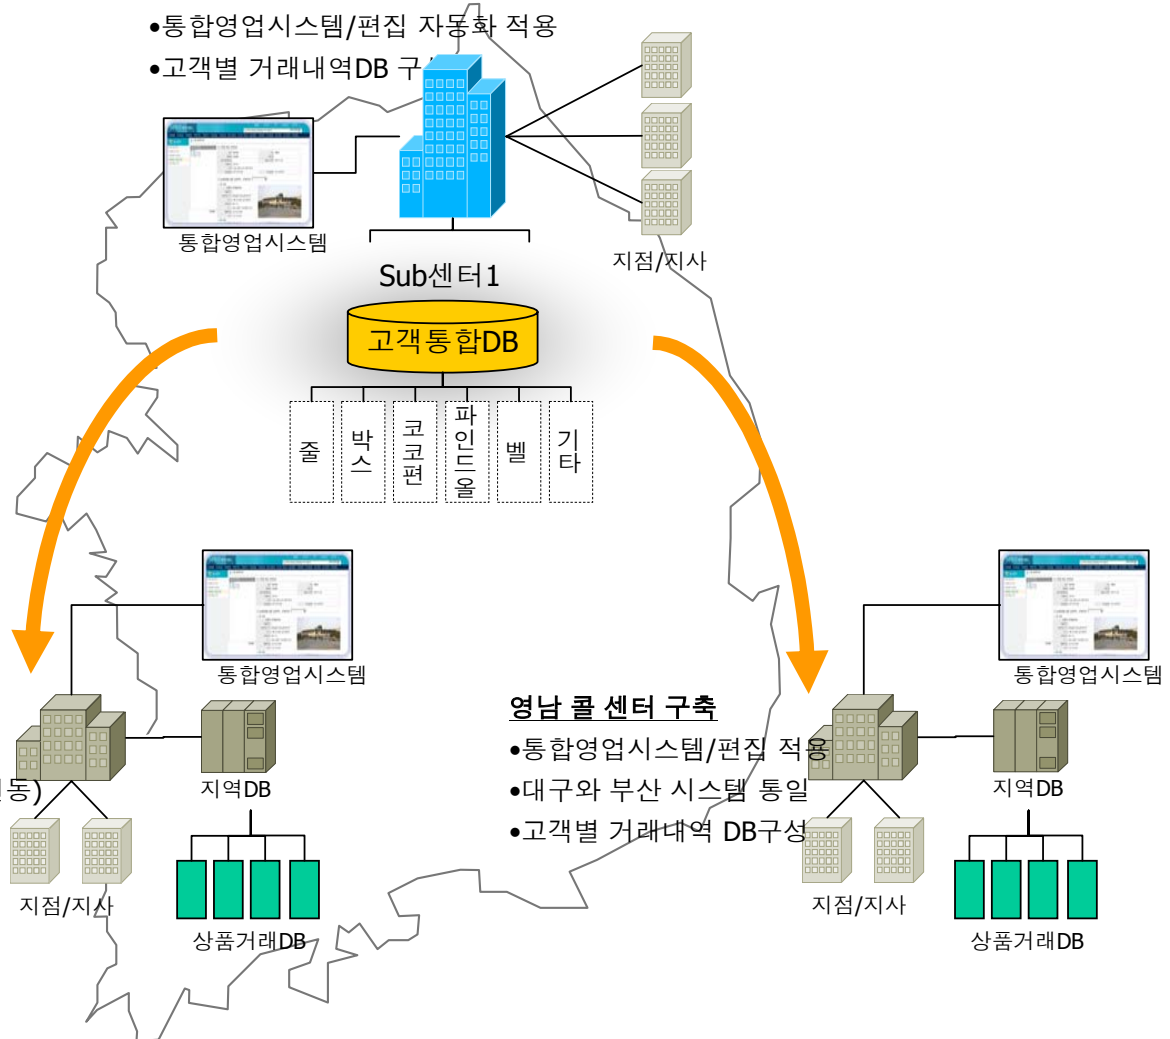 •통합영업시스템/편집 자동화 적용
•고객별 거래내역DB 구성
통합영업시스템
지점/지사
Sub센터1
고객통합DB
줄
박스
코코펀
파인드올
벨
기타
통합영업시스템
통합영업시스템
영남 콜 센터 구축
•통합영업시스템/편집 적용
•대구와 부산 시스템 통일
•고객별 거래내역 DB구성
동)
지역DB
지역DB
지점/지사
상품거래DB
지점/지사
상품거래DB